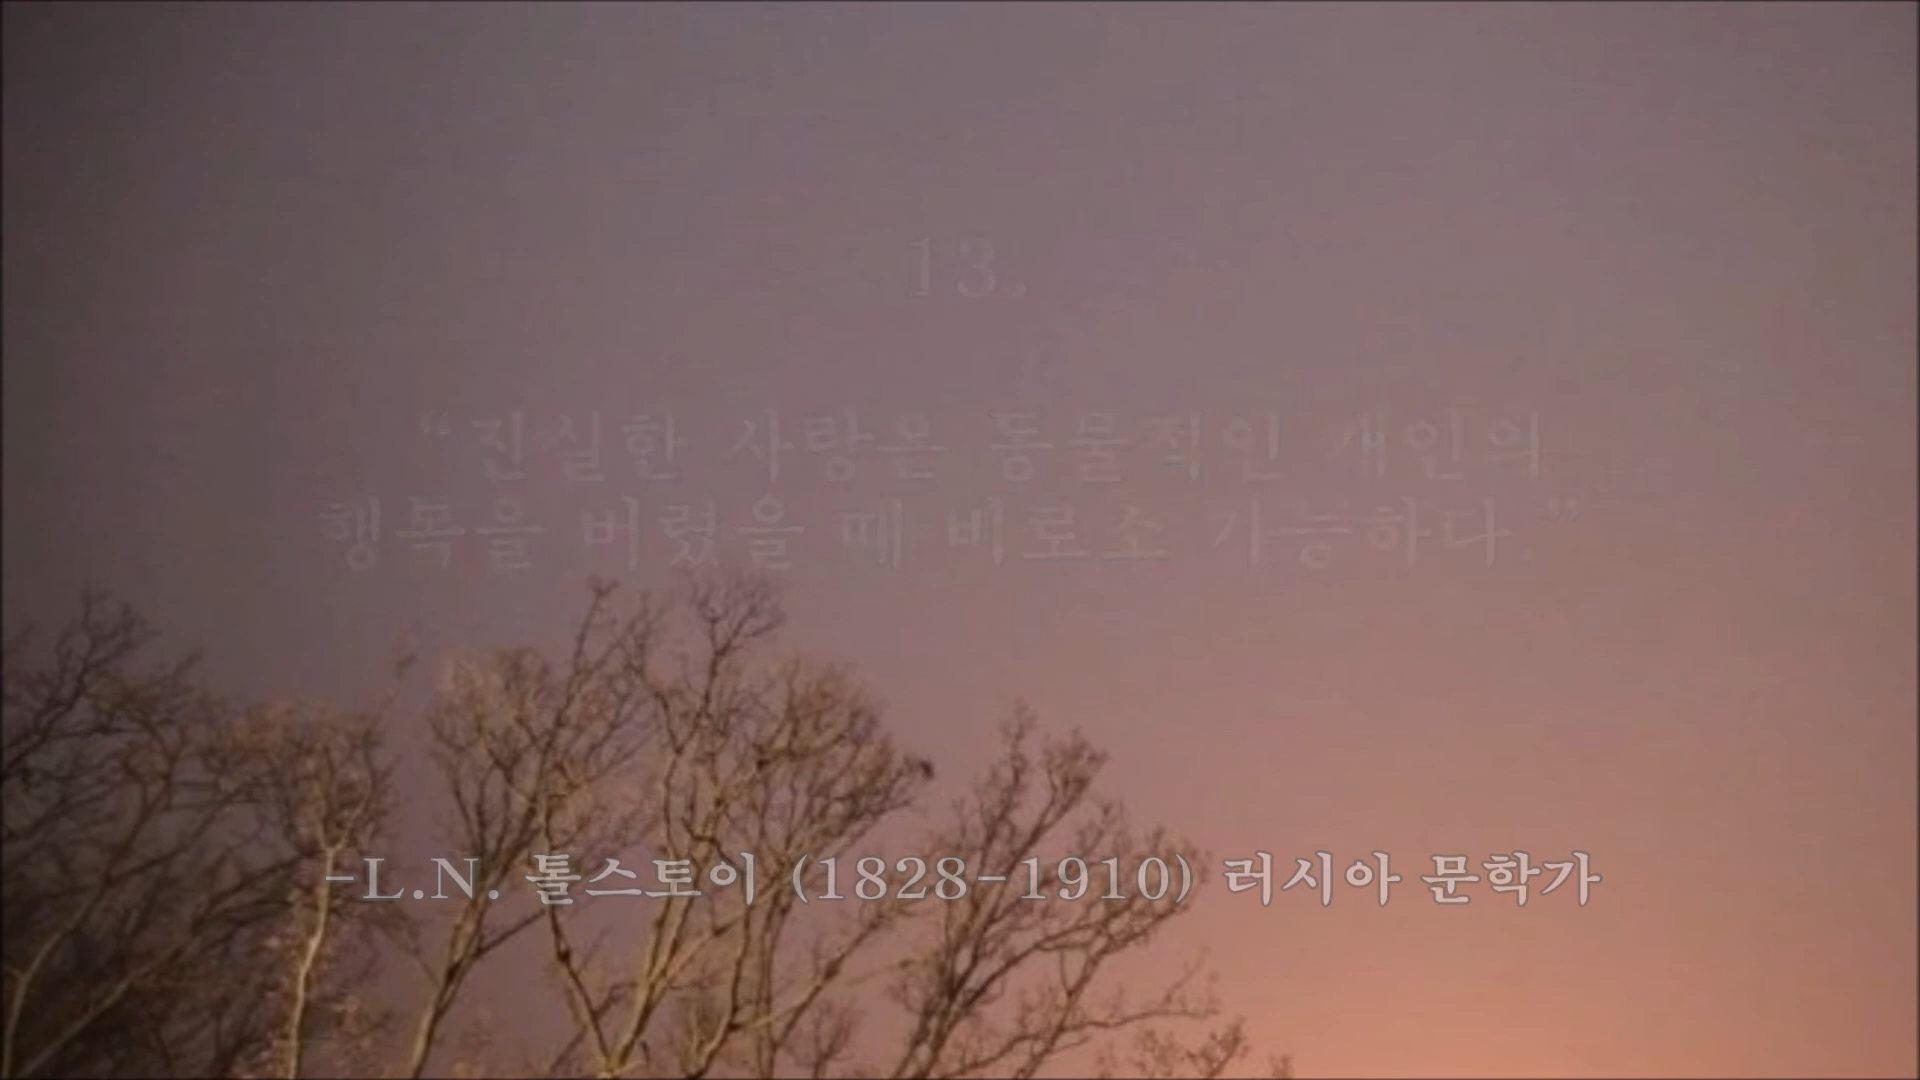 13.
“진실한 사랑은 동물적인 개인의
행복을 버렸을 때 비로소 가능하다.”
-L.N. 톨스토이 (1828-1910) 러시아 문학가